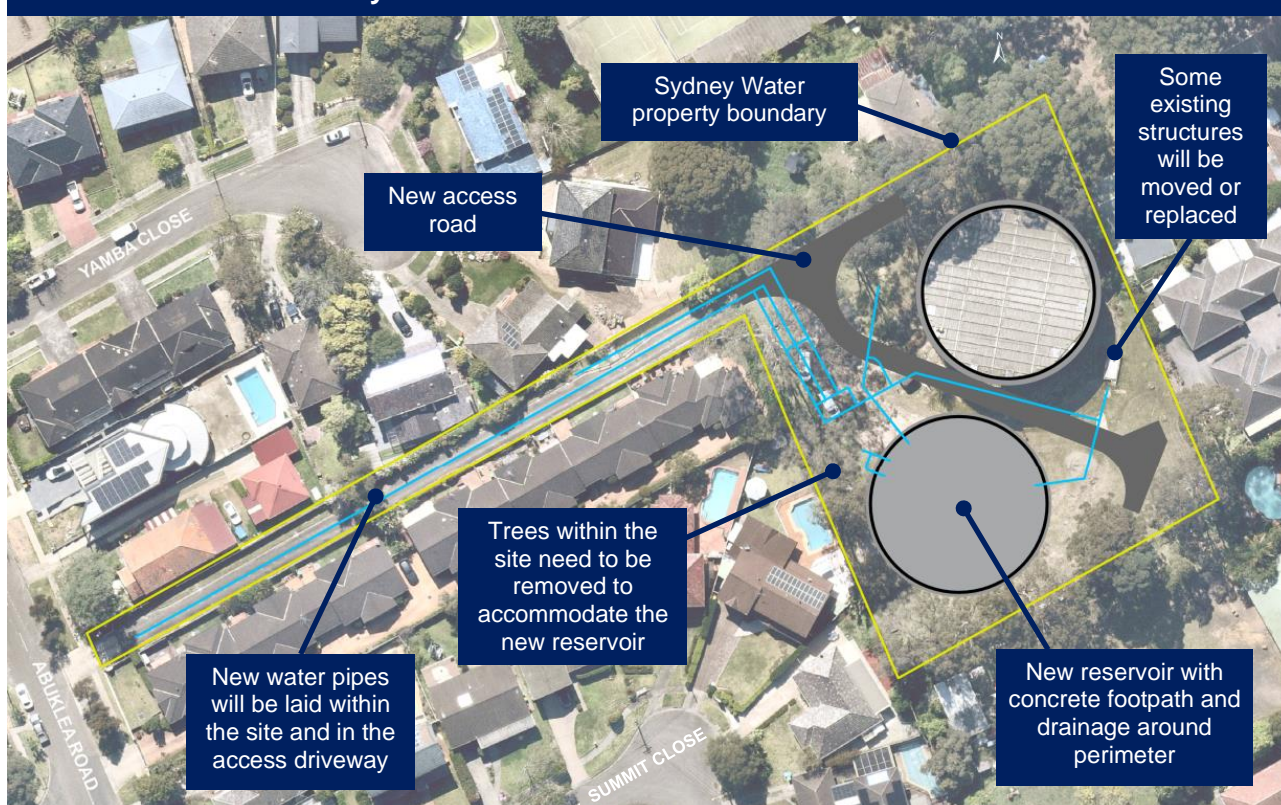 N
Sydney Water
property boundary
Some
existing
structures
will be
moved or
replaced
New access
road
YAMBA CLOSE
Trees within the
site need to be
removed to
accommodate the
new reservoir
New water pipes
will be laid within
the site and in the
access driveway
New reservoir with
concrete footpath and
drainage around
perimeter
ABUKLEA ROAD
SUMMIT CLOSE